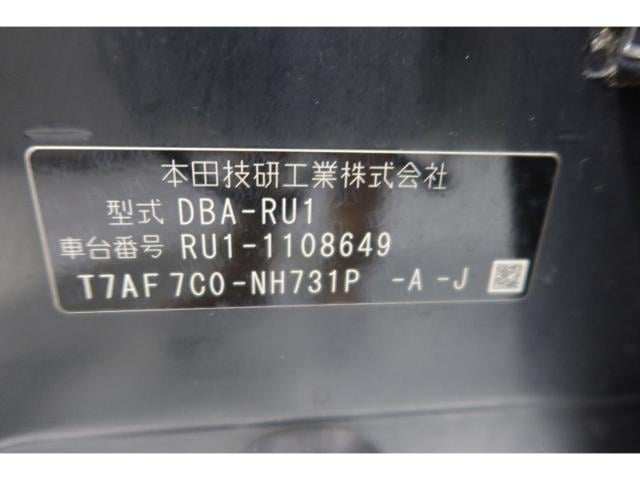 本田技研工業株式会社
型式 DBA-RU1
車台番号 RU1-1108649
T7AF 7C0-NH731P -A -J